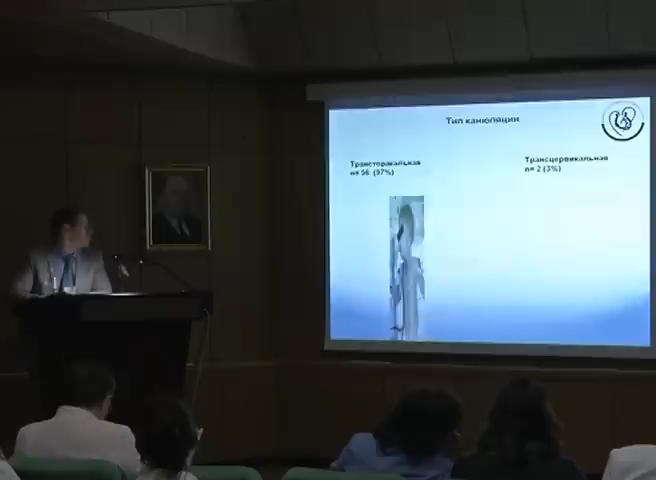 Тип канюляции
Трансторакальная
n= 56 (97%)
Трансцервикальная
n= 2 (3%)